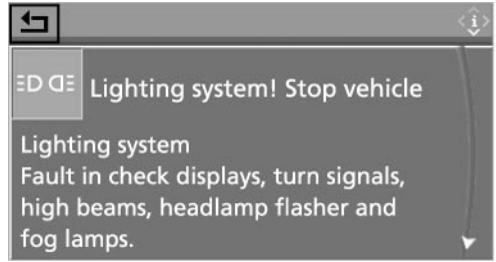 Lighting system! Stop vehicle
Lighting system
Fault in check displays, turn signals,
high beams, headlamp flasher and
fog lamps.